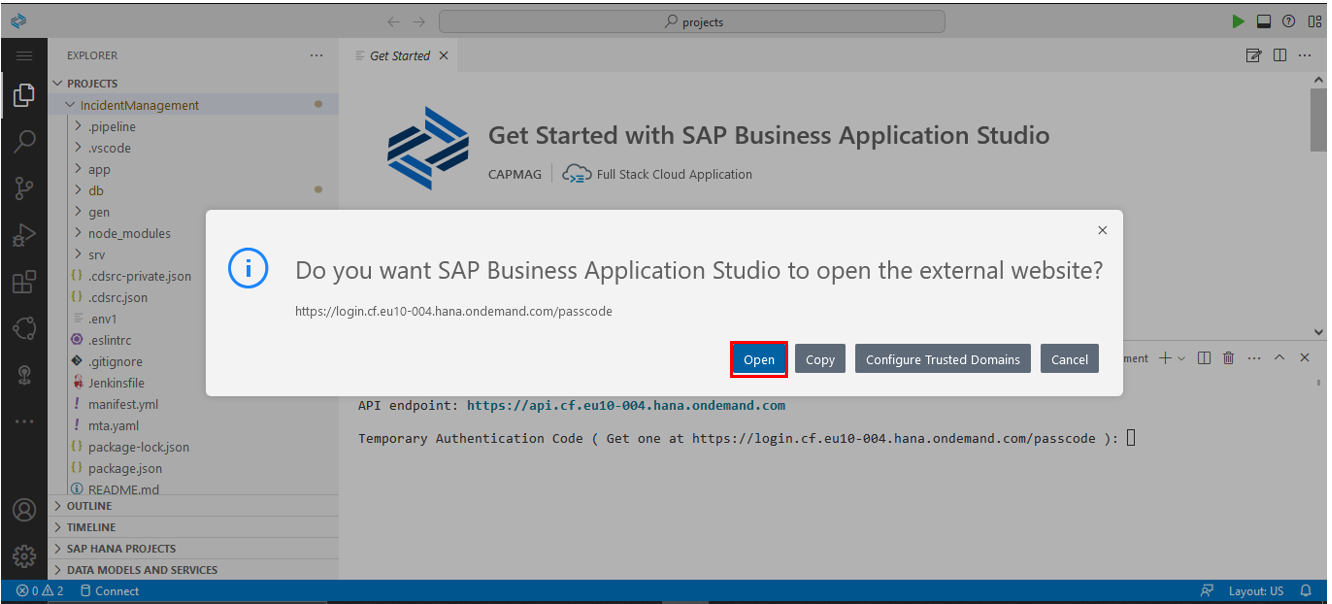 projects
EXPLORER
Get Started
PROJECTS
IncidentManagement
.pipeline
.vscode
app
db
gen
node_modules
srv
.cdsrc-private.json
.cdsrc.json
.env1
.eslintrc
.gitignore
Jenkinsfile
manifest.yml
mta.yaml
package-lock.json
package.json
README.md
OUTLINE
TIMELINE
SAP HANA PROJECTS
DATA MODELS AND SERVICES
Get Started with SAP Business Application Studio
CAPMAG
Full Stack Cloud Application
Do you want SAP Business Application Studio to open the external website?
https://login.cf.eu10-004.hana.ondemand.com/passcode
Open Copy Configure Trusted Domains Cancel
API endpoint: https://api.cf.eu10-004.hana.ondemand.com
Temporary Authentication Code ( Get one at https://login.cf.eu10-004.hana.ondemand.com/passcode ):
0 2 Connect
Layout: US